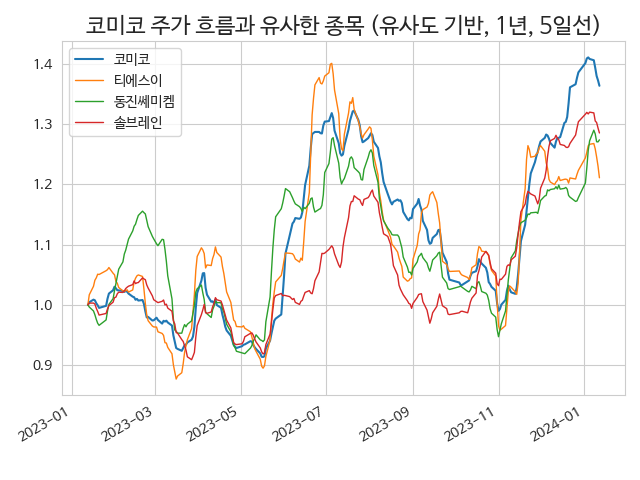 코미코 주가 흐름과 유사한 종목 (유사도 기반, 1년, 5일선)
코미코
티에스이
동진쎄미켐
솔브레인
1.4
1.3
1.2
1.1
1.0
0.9
2023-01
2023-03
2023-05
2023-07
2023-09
2023-11
2024-01